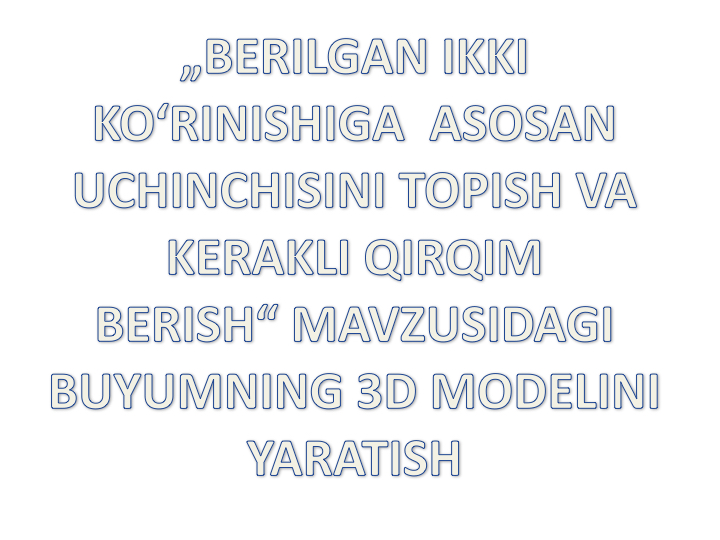 „BERILGAN IKKI
KO‘RINISHIGA ASOSAN
UCHINCHISINI TOPISH VA
KERAKLI QIRQIM
BERISH“ MAVZUSIDAGI
BUYUMNING 3D MODELINI
YARATISH